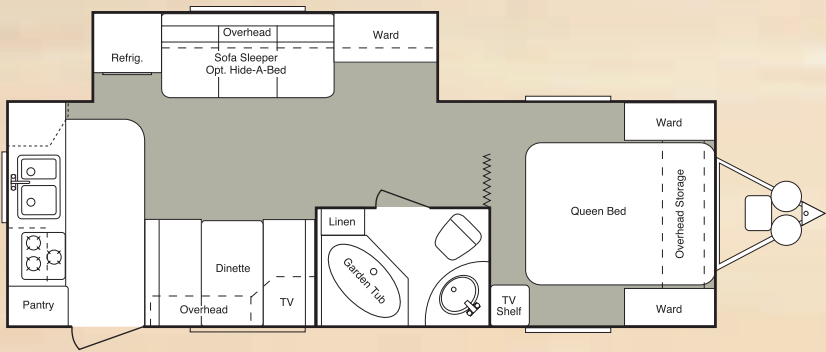 Overhead
Ward
Refrig.
Sofa Sleeper
Opt. Hide-A-Bed
Ward
Linen
Queen Bed
Overhead Storage
Dinette
Garden Tub
Pantry
Overhead
TV
TV
Shelf
Ward